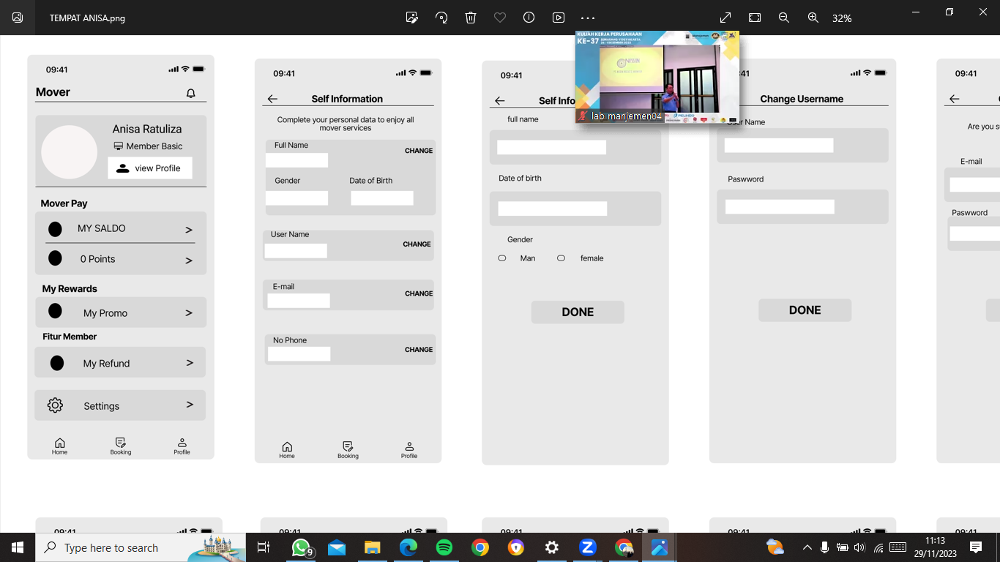 TEMPAT ANISA.png
32%
KULIAH KERJA PERUSAHAAN
KE-37
SEMARANG-YOGYAKARTA
lab manjemen04
PELINDO
09:41
Mover
Anisa Ratuliza
Member Basic
view Profile
Mover Pay
MY SALDO
>
0 Points
>
My Rewards
My Promo
>
Fitur Member
My Refund
>
Settings
>
Home
Booking
Profile
09:41
Self Information
Complete your personal data to enjoy all
mover services
Full Name
CHANGE
Gender
Date of Birth
User Name
CHANGE
E-mail
CHANGE
No Phone
CHANGE
Home
Booking
Profile
09:41
Self Info
full name
Date of birth
Gender
Man
female
DONE
:41
Change Username
User Name
Paswword
DONE
09:41
Are you s
E-mail
Paswword
09:41
09:41
09:41
09:41
09:41
Type here to search
9
11:13
29/11/2023